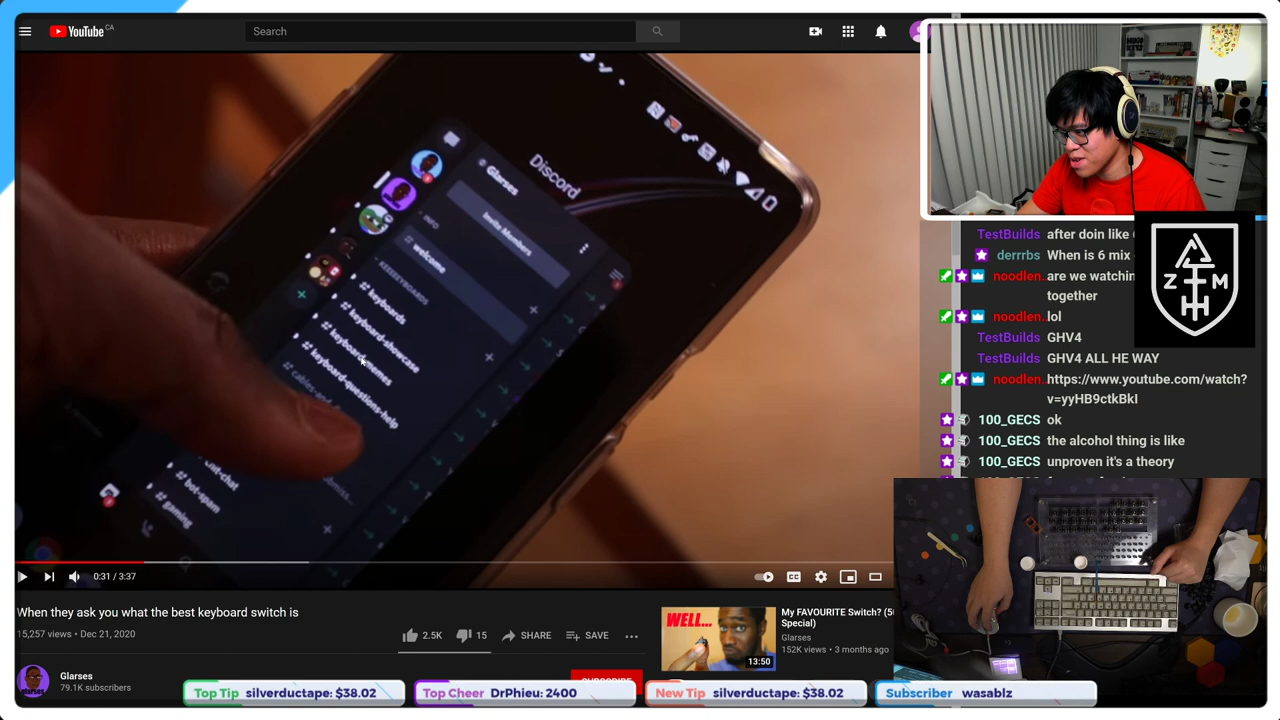 YouTube CA
Search
Discord
Glarses
Invite Members
INFO
# welcome
KEEEEEYBOARDS
# keyboards
# keyboard-showcase
# keyboard-memes
# keyboard-questions-help
# bot-spam
# gaming
0:31 / 3:37
When they ask you what the best keyboard switch is
15,257 views • Dec 21, 2020
2.5K
15
SHARE
SAVE
Glarses
79.1K subscribers
WELL...
13:50
My FAVOURITE Switch? (50
Special)
Glarses
152K views • 3 months ago
TestBuilds after doin like
derrrbs When is 6 mix
noodlen. are we watchin
together
noodlen. lol
TestBuilds GHV4
TestBuilds GHV4 ALL HE WAY
noodlen. https://www.youtube.com/watch?
v=yyHB9ctkBkI
100_GECS ok
100_GECS the alcohol thing is like
100_GECS unproven it's a theory
Top Tip silverductape: $38.02
Top Cheer DrPhieu: 2400
New Tip silverductape: $38.02
Subscriber wasablz